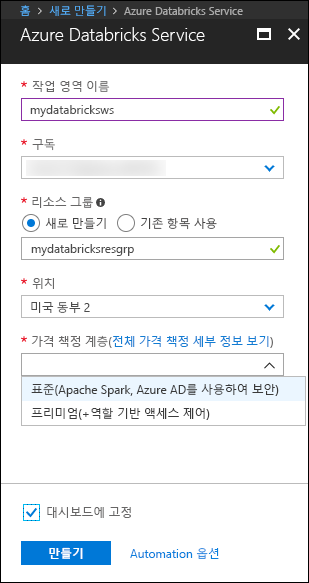 홈 > 새로 만들기 > Azure Databricks Service
Azure Databricks Service
* 작업 영역 이름
mydatabricksws
* 구독
* 리소스 그룹
새로 만들기 기존 항목 사용
mydatabricksresgrp
* 위치
미국 동부 2
* 가격 책정 계층(전체 가격 책정 세부 정보 보기)
표준(Apache Spark, Azure AD를 사용하여 보안)
프리미엄(+역할 기반 액세스 제어)
대시보드에 고정
만들기 Automation 옵션